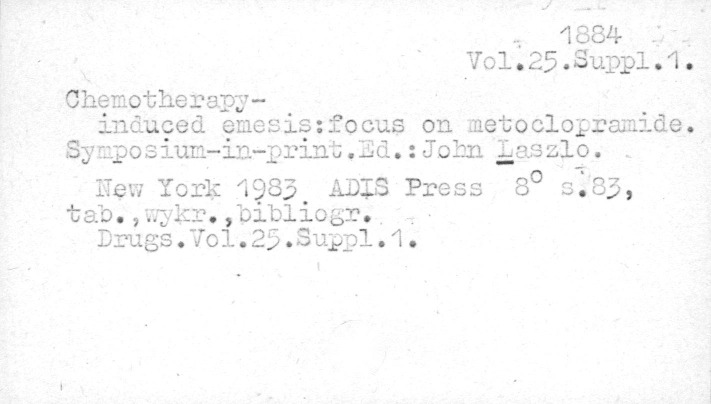 1884
Vol.25.Suppl.1.
Chemotherapy-
induced emesis:focus on metoclopramide.
Symposium-in-print.Ed.:John Laszlo.
New York 1983 ADIS Press 8° s.83,
tab.,wykr.,bibliogr.
Drugs.Vol.25.Suppl.1.